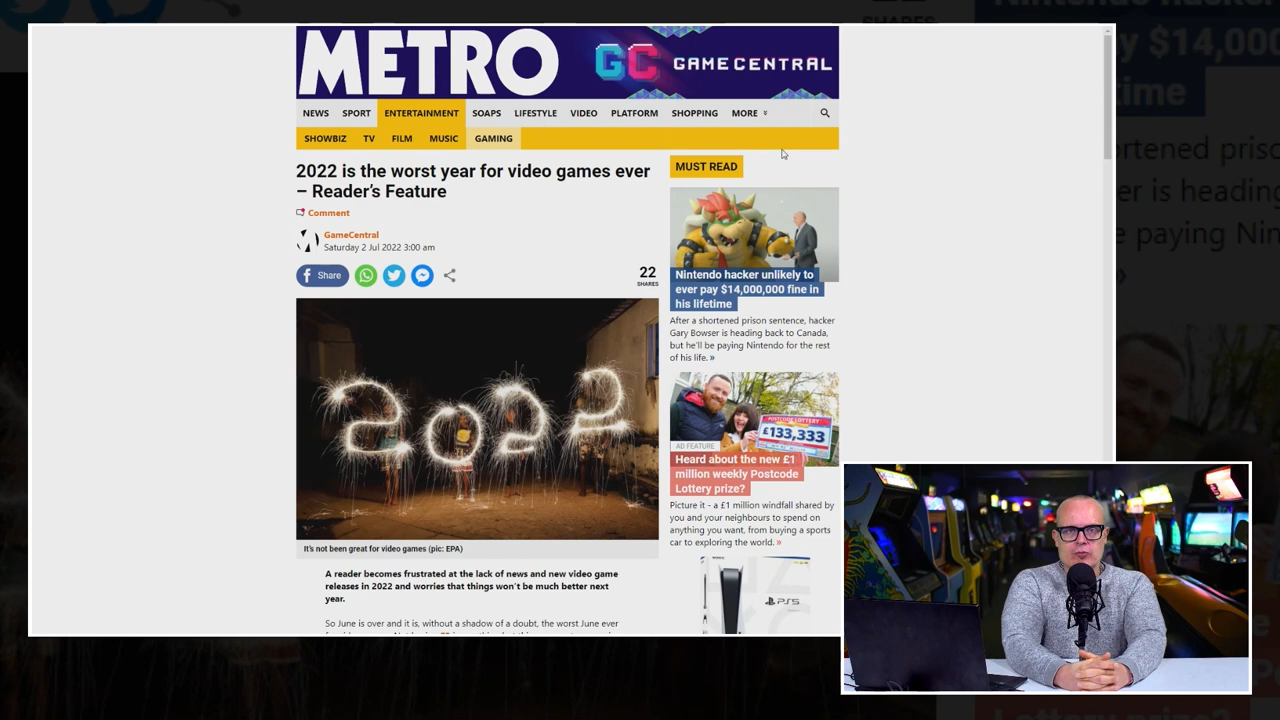 METRO
GC GAMECENTRAL
NEWS SPORT ENTERTAINMENT SOAPS LIFESTYLE VIDEO PLATFORM SHOPPING MORE
SHOWBIZ TV FILM MUSIC GAMING
2022 is the worst year for video games ever
– Reader's Feature
Comment
GameCentral
Saturday 2 Jul 2022 3:00 am
Share
22
SHARES
2022
It's not been great for video games (pic: EPA)
A reader becomes frustrated at the lack of news and new video game
releases in 2022 and worries that things won't be much better next
year.
So June is over and it is, without a shadow of a doubt, the worst June ever
MUST READ
Nintendo hacker unlikely to
ever pay $14,000,000 fine in
his lifetime
After a shortened prison sentence, hacker
Gary Bowser is heading back to Canada,
but he'll be paying Nintendo for the rest
of his life. »
POSTCODE LOTTERY
£133,333
AD FEATURE
Heard about the new £1
million weekly Postcode
Lottery prize?
Picture it - a £1 million windfall shared by
you and your neighbours to spend on
anything you want, from buying a sports
car to exploring the world. »
PS5